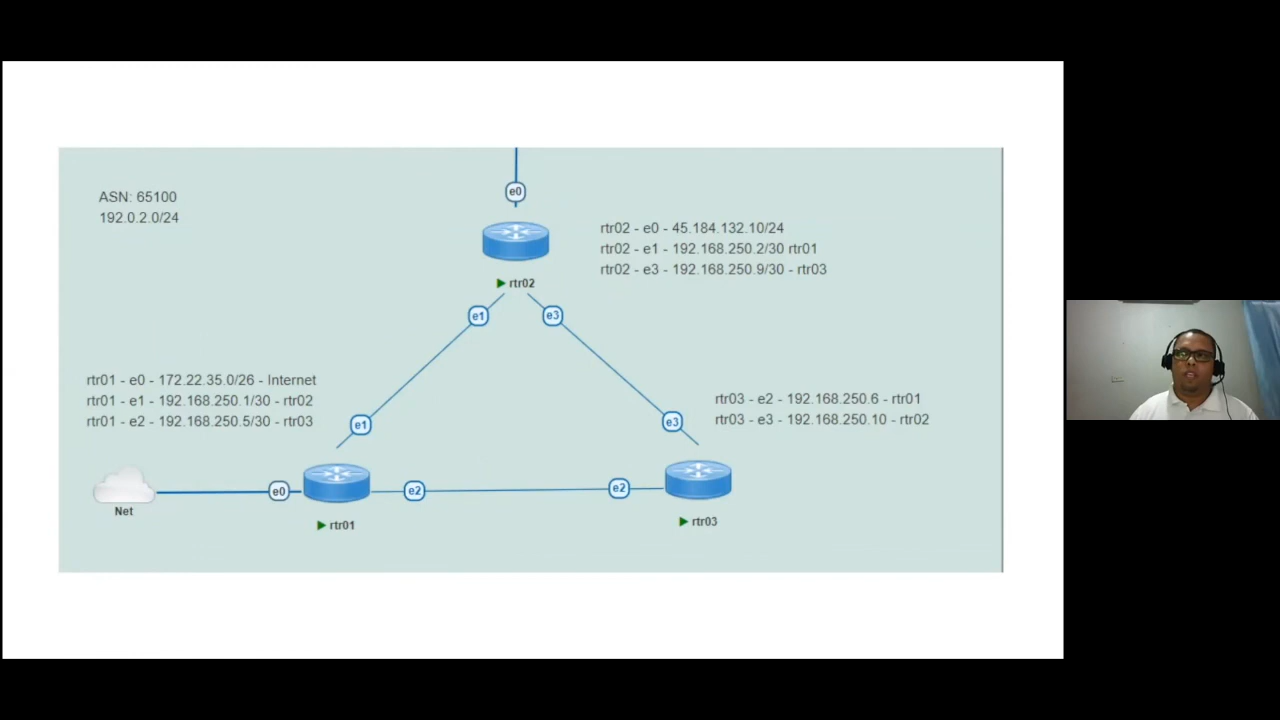 ASN: 65100
192.0.2.0/24
e0
rtr02 - e0 - 45.184.132.10/24
rtr02 - e1 - 192.168.250.2/30 rtr01
rtr02 - e3 - 192.168.250.9/30 - rtr03
rtr02
e1
e3
rtr01 - e0 - 172.22.35.0/26 - Internet
rtr01 - e1 - 192.168.250.1/30 - rtr02
rtr01 - e2 - 192.168.250.5/30 - rtr03
rtr03 - e2 - 192.168.250.6 - rtr01
rtr03 - e3 - 192.168.250.10 - rtr02
e1
e3
e0
e2
e2
Net
rtr01
rtr03